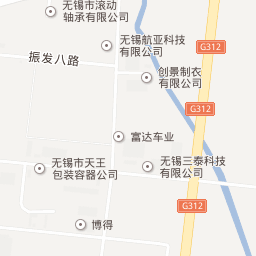 无锡市滚动
轴承有限公司
无锡航亚科技
有限公司
G312
振发八路
创景制衣
有限公司
G312
富达车业
无锡三泰科技
有限公司
无锡市天王
包装容器公司
G312
博得